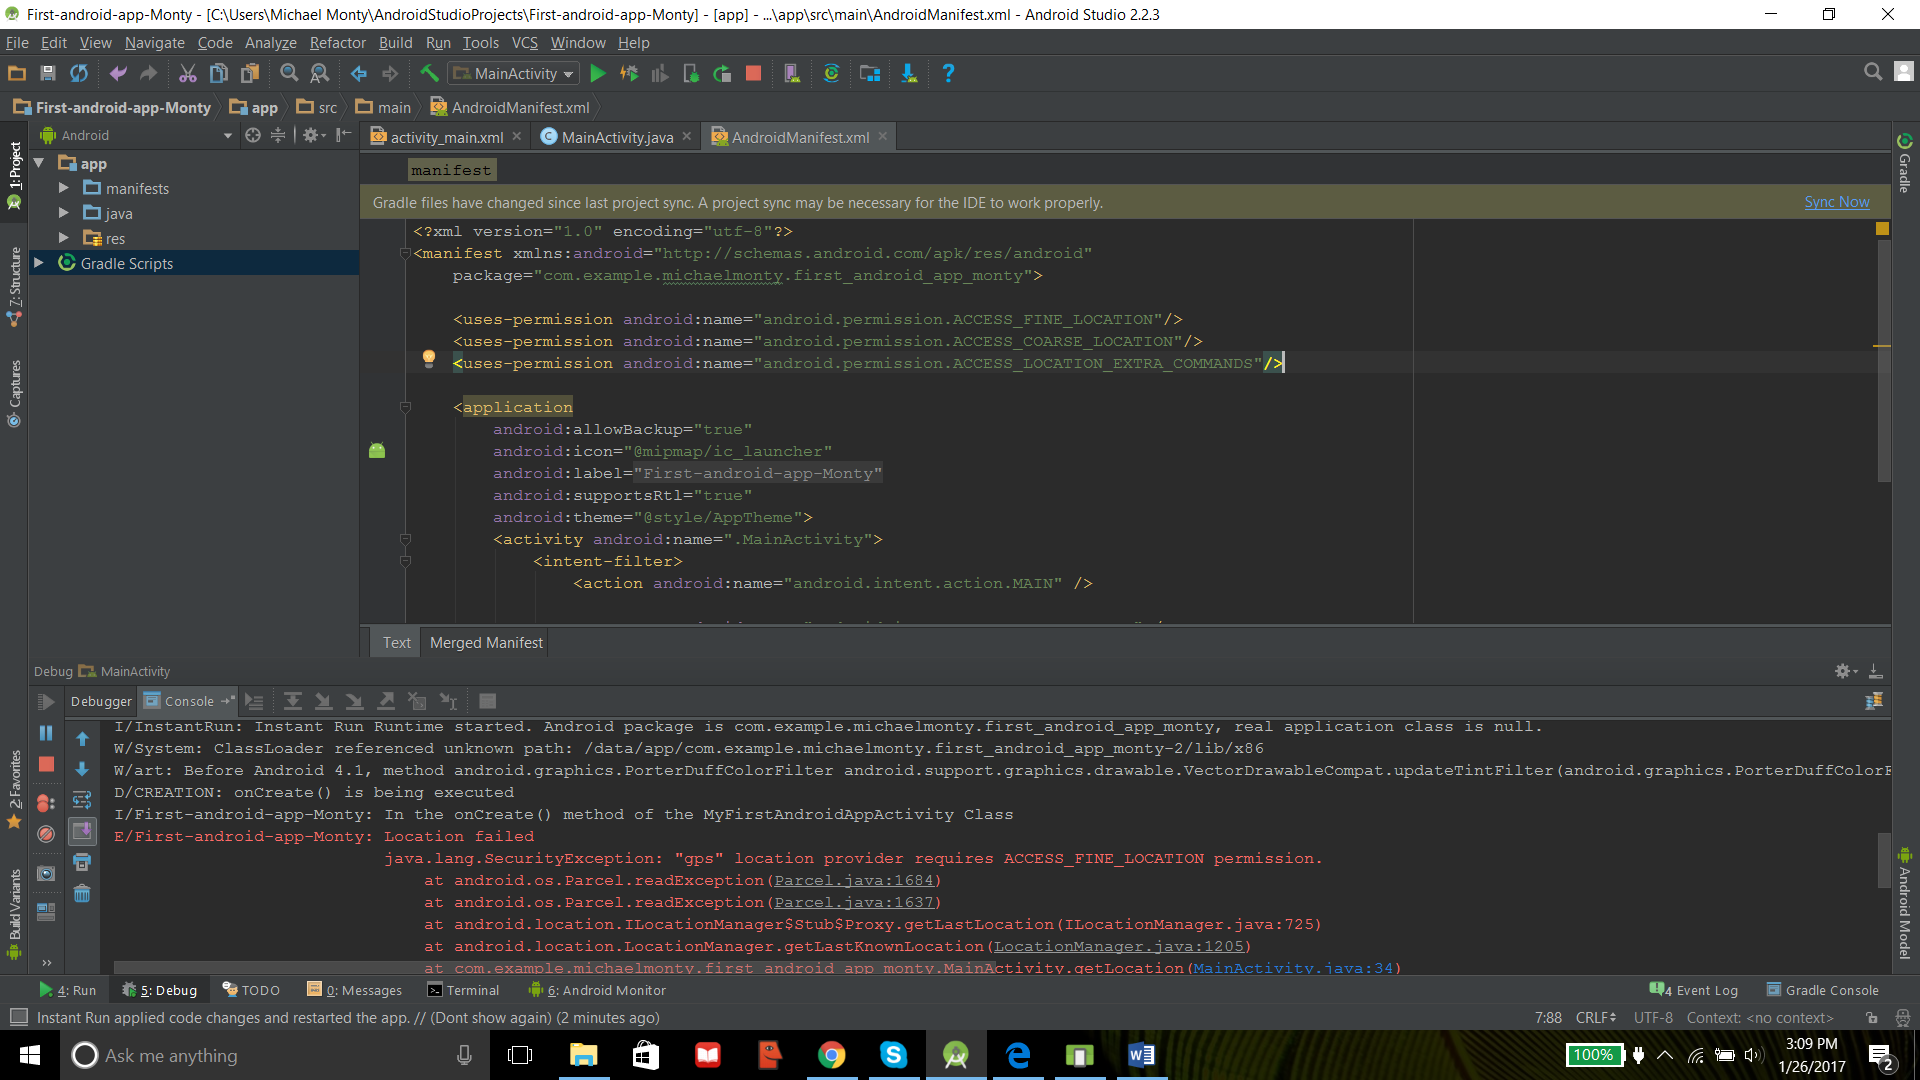 First-android-app-Monty - [C:\Users\Michael Monty\AndroidStudioProjects\First-android-app-Monty] - [app] - ...\app\src\main\AndroidManifest.xml - Android Studio 2.2.3
File Edit View Navigate Code Analyze Refactor Build Run Tools VCS Window Help
MainActivity
First-android-app-Monty app src main AndroidManifest.xml
Android
activity_main.xml MainActivity.java AndroidManifest.xml
1: Project
7: Structure
Captures
2: Favorites
Build Variants
app
manifests
java
res
Gradle Scripts
manifest
Gradle files have changed since last project sync. A project sync may be necessary for the IDE to work properly. Sync Now
<?xml version="1.0" encoding="utf-8"?>
<manifest xmlns:android="http://schemas.android.com/apk/res/android"
package="com.example.michaelmonty.first_android_app_monty">
<uses-permission android:name="android.permission.ACCESS_FINE_LOCATION"/>
<uses-permission android:name="android.permission.ACCESS_COARSE_LOCATION"/>
<uses-permission android:name="android.permission.ACCESS_LOCATION_EXTRA_COMMANDS"/>
<application
android:allowBackup="true"
android:icon="@mipmap/ic_launcher"
android:label="First-android-app-Monty"
android:supportsRtl="true"
android:theme="@style/AppTheme">
<activity android:name=".MainActivity">
<intent-filter>
<action android:name="android.intent.action.MAIN" />
Text Merged Manifest
Gradle
Android Model
Debug MainActivity
Debugger Console
I/InstantRun: Instant Run Runtime started. Android package is com.example.michaelmonty.first_android_app_monty, real application class is null.
W/System: ClassLoader referenced unknown path: /data/app/com.example.michaelmonty.first_android_app_monty-2/lib/x86
W/art: Before Android 4.1, method android.graphics.PorterDuffColorFilter android.support.graphics.drawable.VectorDrawableCompat.updateTintFilter(android.graphics.PorterDuffColorF
D/CREATION: onCreate() is being executed
I/First-android-app-Monty: In the onCreate() method of the MyFirstAndroidAppActivity Class
E/First-android-app-Monty: Location failed
java.lang.SecurityException: "gps" location provider requires ACCESS_FINE_LOCATION permission.
at android.os.Parcel.readException(Parcel.java:1684)
at android.os.Parcel.readException(Parcel.java:1637)
at android.location.ILocationManager$Stub$Proxy.getLastLocation(ILocationManager.java:725)
at android.location.LocationManager.getLastKnownLocation(LocationManager.java:1205)
at com.example.michaelmonty.first_android_app_monty.MainActivity.getLocation(MainActivity.java:34)
4: Run 5: Debug TODO 0: Messages Terminal 6: Android Monitor 4 Event Log Gradle Console
Instant Run applied code changes and restarted the app. // (Dont show again) (2 minutes ago) 7:88 CRLF UTF-8 Context: <no context>
Ask me anything
100%
3:09 PM
1/26/2017
2